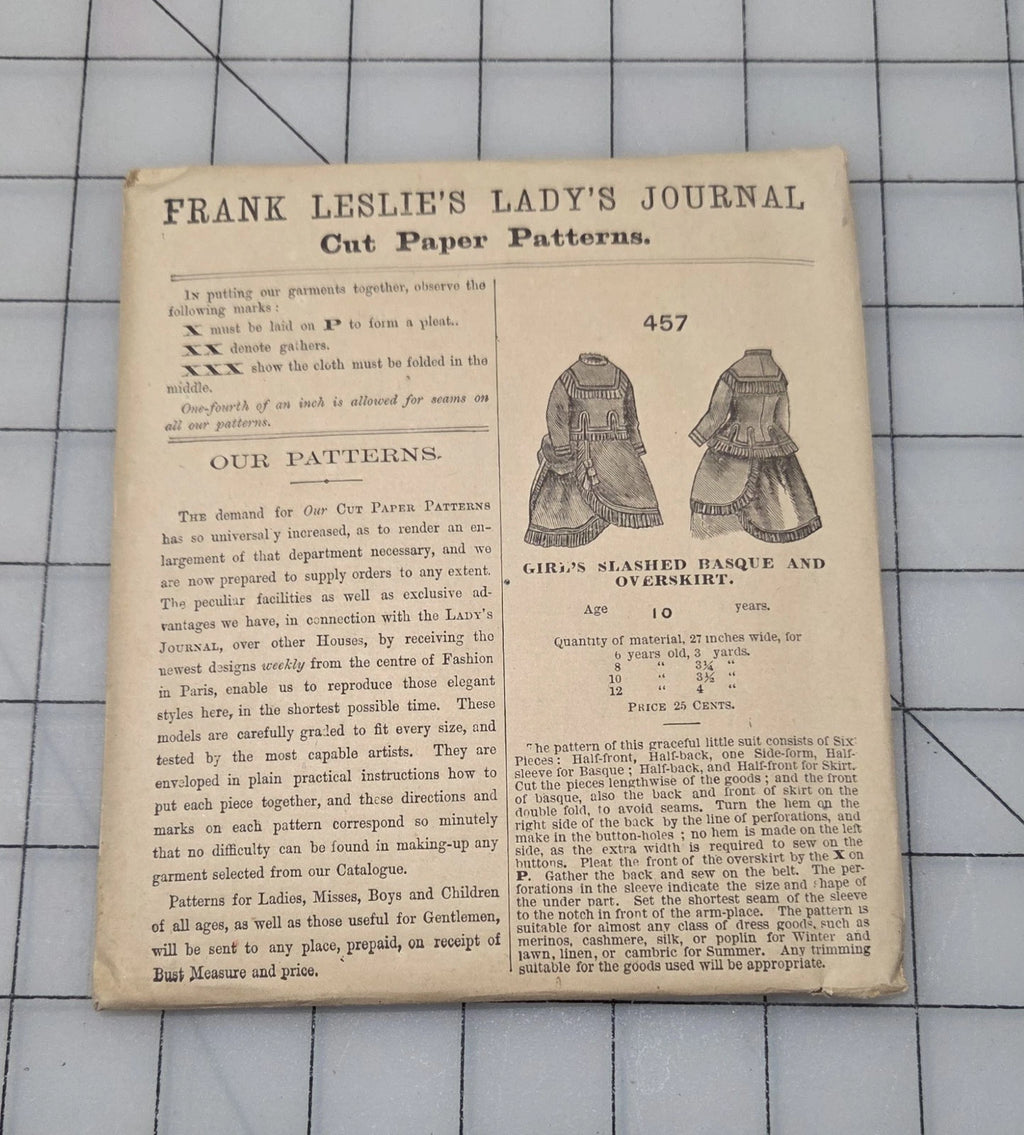 FRANK LESLIE'S LADY'S JOURNAL
Cut Paper Patterns.
In putting our garments together, observe the
following marks :
X must be laid on P to form a pleat..
XX denote gathers.
XXX show the cloth must be folded in the
middle.
One-fourth of an inch is allowed for seams on
all our patterns.
OUR PATTERNS.
The demand for Our Cut Paper Patterns
has so universal y increased, as to render an en-
largement of that department necessary, and we
are now prepared to supply orders to any extent.
The peculiar facilities as well as exclusive ad-
vantages we have, in connection with the Lady's
Journal, over other Houses, by receiving the
newest designs weekly from the centre of Fashion
in Paris, enable us to reproduce those elegant
styles here, in the shortest possible time. These
models are carefully graded to fit every size, and
tested by the most capable artists. They are
enveloped in plain practical instructions how to
put each piece together, and these directions and
marks on each pattern correspond so minutely
that no difficulty can be found in making-up any
garment selected from our Catalogue.
Patterns for Ladies, Misses, Boys and Children
of all ages, as well as those useful for Gentlemen,
will be sent to any place, prepaid, on receipt of
Bust Measure and price.
457
GIRL'S SLASHED BASQUE AND
OVERSKIRT.
Age 10 years.
Quantity of material, 27 inches wide, for
6 years old, 3 yards.
8 “ 3¼ “
10 “ 3½ “
12 “ 4 “
Price 25 Cents.
The pattern of this graceful little suit consists of Six
Pieces : Half-front, Half-back, one Side-form, Half-
sleeve for Basque ; Half-back, and Half-front for Skirt.
Cut the pieces lengthwise of the goods ; and the front
of basque, also the back and front of skirt on the
double fold, to avoid seams. Turn the hem on the
right side of the back by the line of perforations, and
make in the button-holes ; no hem is made on the left
side, as the extra width is required to sew on the
buttons. Pleat the front of the overskirt by the X on
P. Gather the back and sew on the belt. The per-
forations in the sleeve indicate the size and shape of
the under part. Set the shortest seam of the sleeve
to the notch in front of the arm-place. The pattern is
suitable for almost any class of dress goods, such as
merinos, cashmere, silk, or poplin for Winter and
lawn, linen, or cambric for Summer. Any trimming
suitable for the goods used will be appropriate.